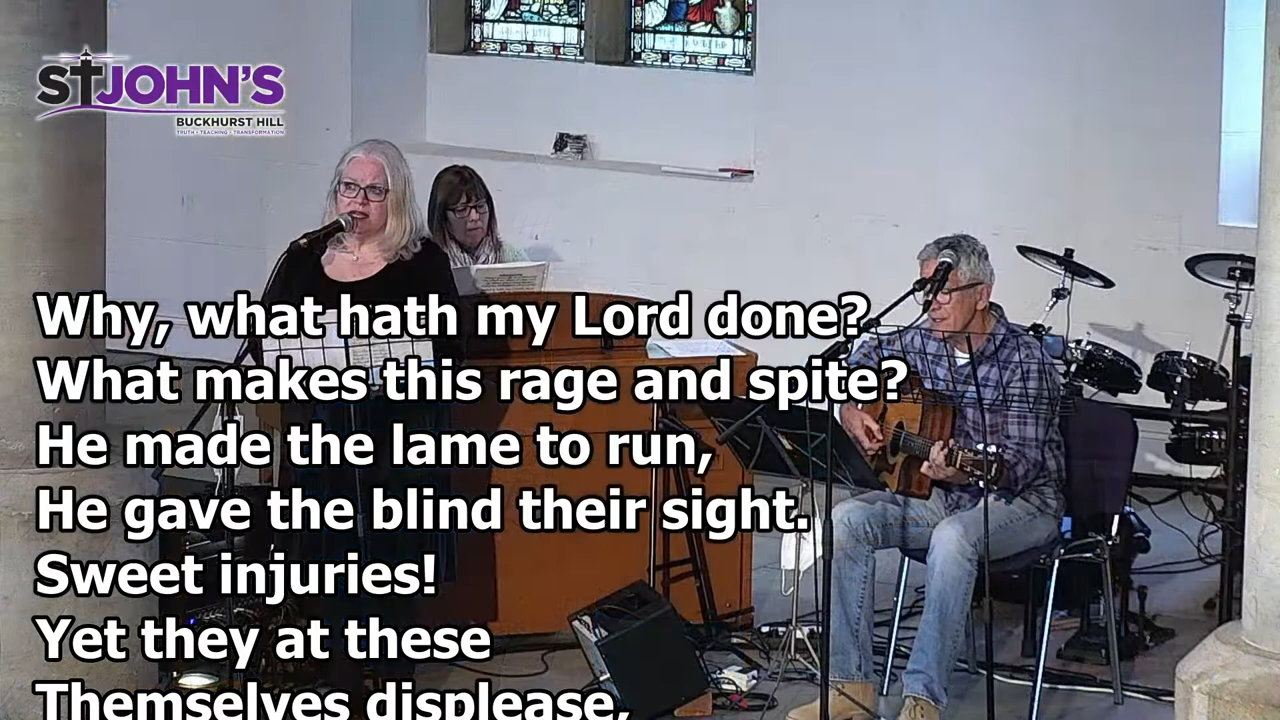 ST JOHN'S
BUCKHURST HILL
TRUTH • TEACHING • TRANSFORMATION
Why, what hath my Lord done?
What makes this rage and spite?
He made the lame to run,
He gave the blind their sight.
Sweet injuries!
Yet they at these
Themselves displease,